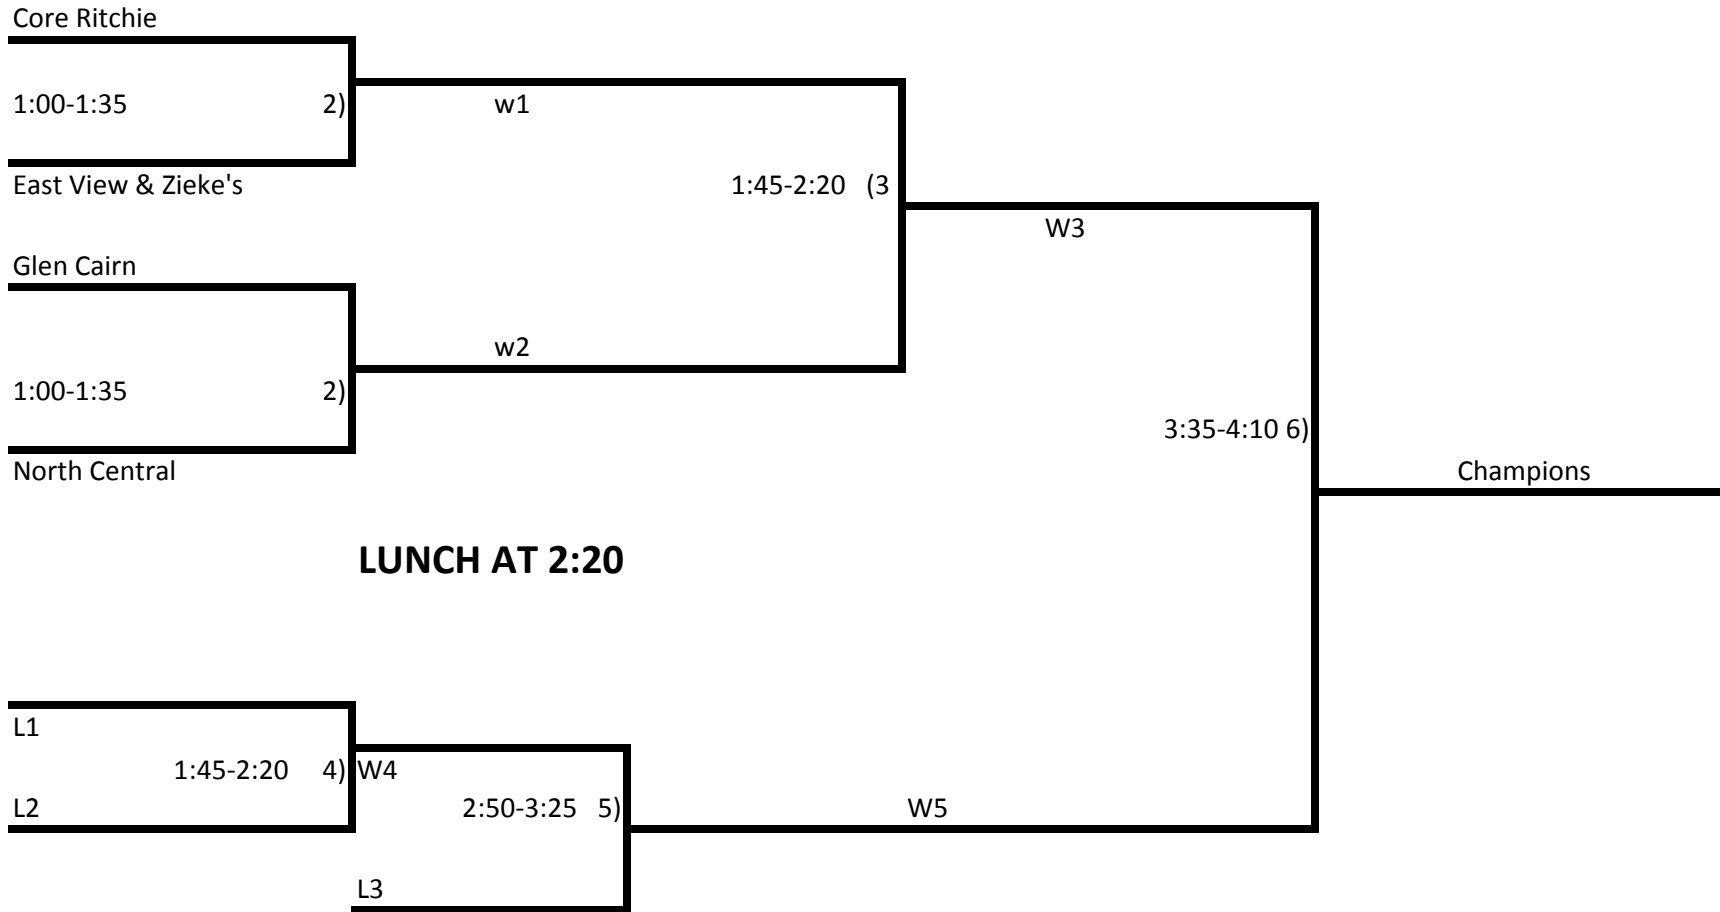 Core Ritchie
1:00-1:35 2) w1
East View & Zieke's 1:45-2:20 (3
W3
Glen Cairn
w2
1:00-1:35 2)
3:35-4:10 6)
North Central Champions
LUNCH AT 2:20
L1
1:45-2:20 4) W4
L2 2:50-3:25 5) W5
L3